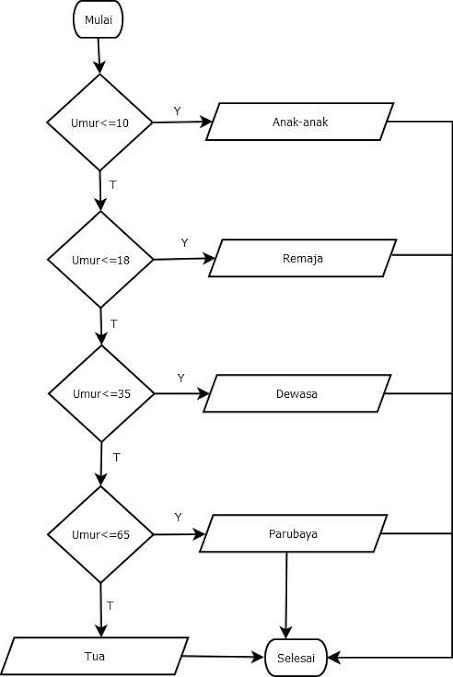 Mulai
Umur<=10
Y
Anak-anak
T
Umur<=18
Y
Remaja
T
Umur<=35
Y
Dewasa
T
Umur<=65
Y
Parubaya
T
Tua
Selesai